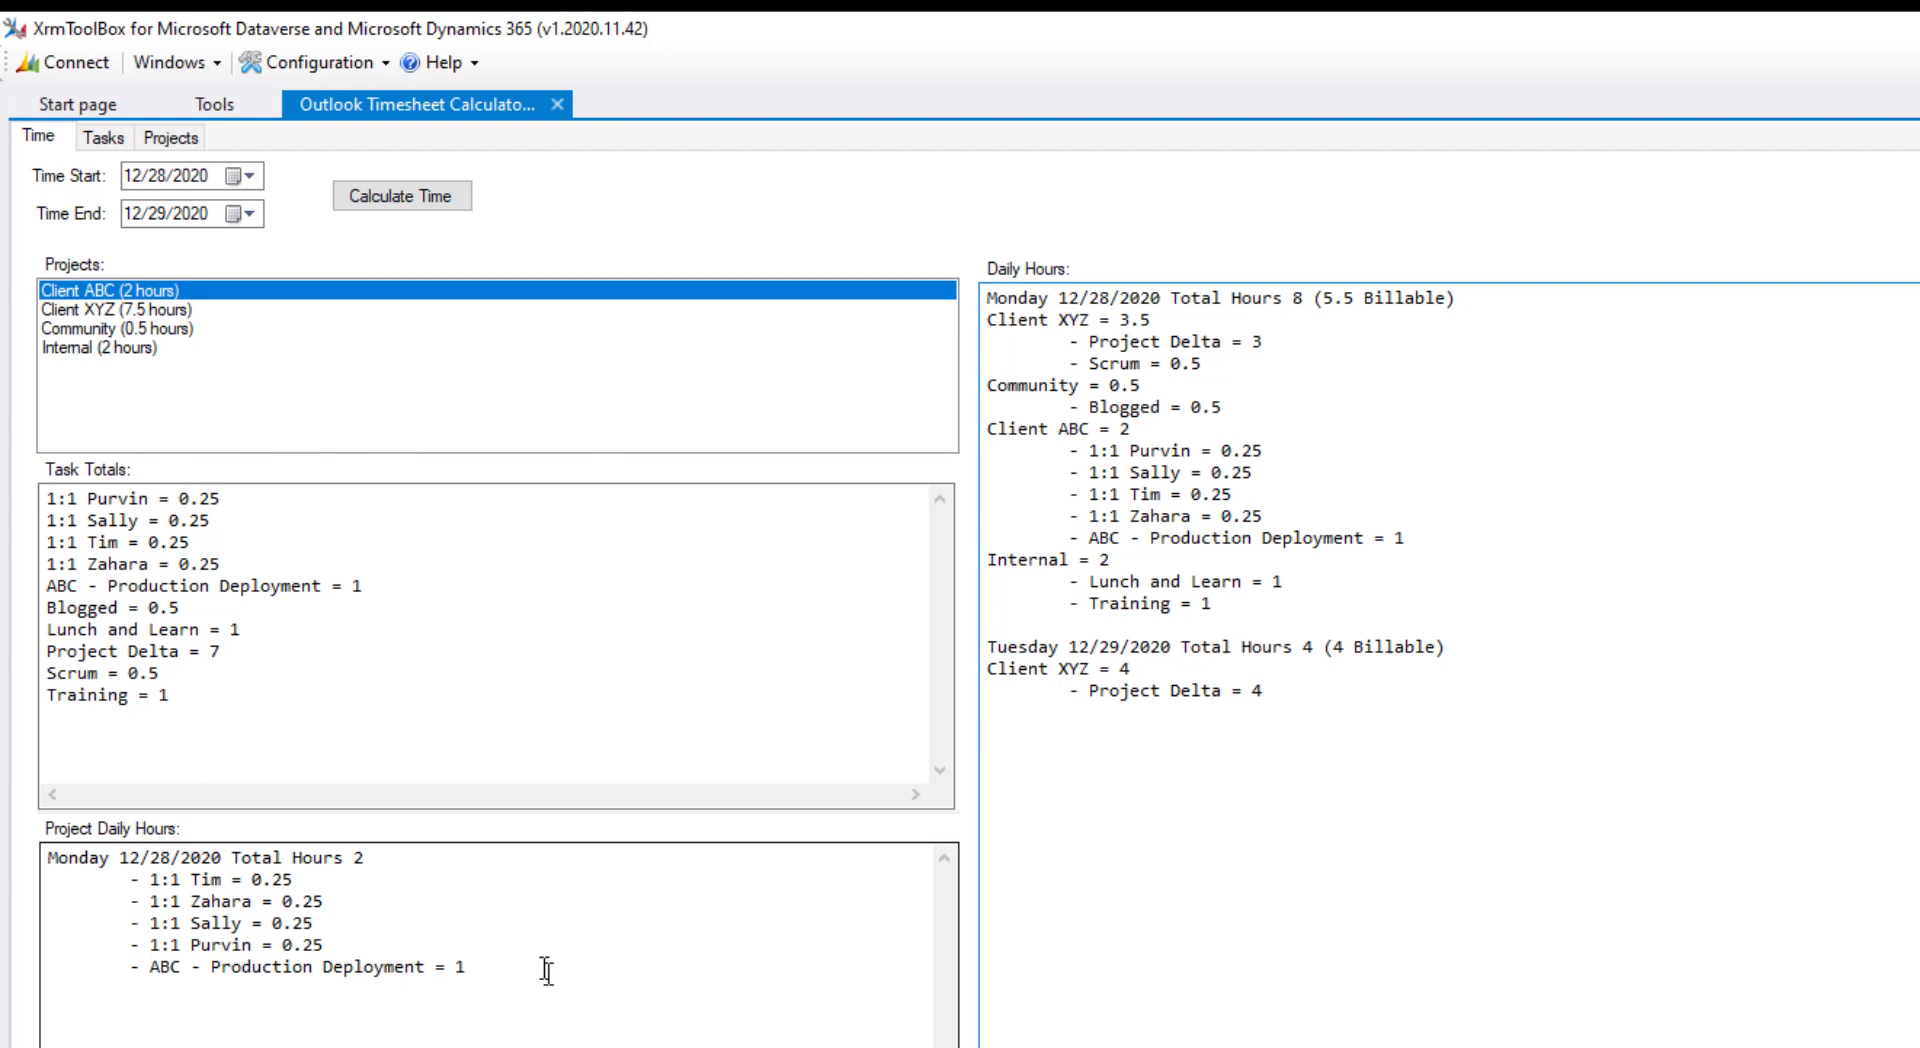 XrmToolBox for Microsoft Dataverse and Microsoft Dynamics 365 (v1.2020.11.42)
Connect Windows Configuration Help
Start page Tools Outlook Timesheet Calculato...
Time Tasks Projects
Time Start: 12/28/2020
Calculate Time
Time End: 12/29/2020
Projects:
Client ABC (2 hours)
Client XYZ (7.5 hours)
Community (0.5 hours)
Internal (2 hours)
Task Totals:
1:1 Purvin = 0.25
1:1 Sally = 0.25
1:1 Tim = 0.25
1:1 Zahara = 0.25
ABC - Production Deployment = 1
Blogged = 0.5
Lunch and Learn = 1
Project Delta = 7
Scrum = 0.5
Training = 1
Project Daily Hours:
Monday 12/28/2020 Total Hours 2
- 1:1 Tim = 0.25
- 1:1 Zahara = 0.25
- 1:1 Sally = 0.25
- 1:1 Purvin = 0.25
- ABC - Production Deployment = 1
Daily Hours:
Monday 12/28/2020 Total Hours 8 (5.5 Billable)
Client XYZ = 3.5
- Project Delta = 3
- Scrum = 0.5
Community = 0.5
- Blogged = 0.5
Client ABC = 2
- 1:1 Purvin = 0.25
- 1:1 Sally = 0.25
- 1:1 Tim = 0.25
- 1:1 Zahara = 0.25
- ABC - Production Deployment = 1
Internal = 2
- Lunch and Learn = 1
- Training = 1
Tuesday 12/29/2020 Total Hours 4 (4 Billable)
Client XYZ = 4
- Project Delta = 4